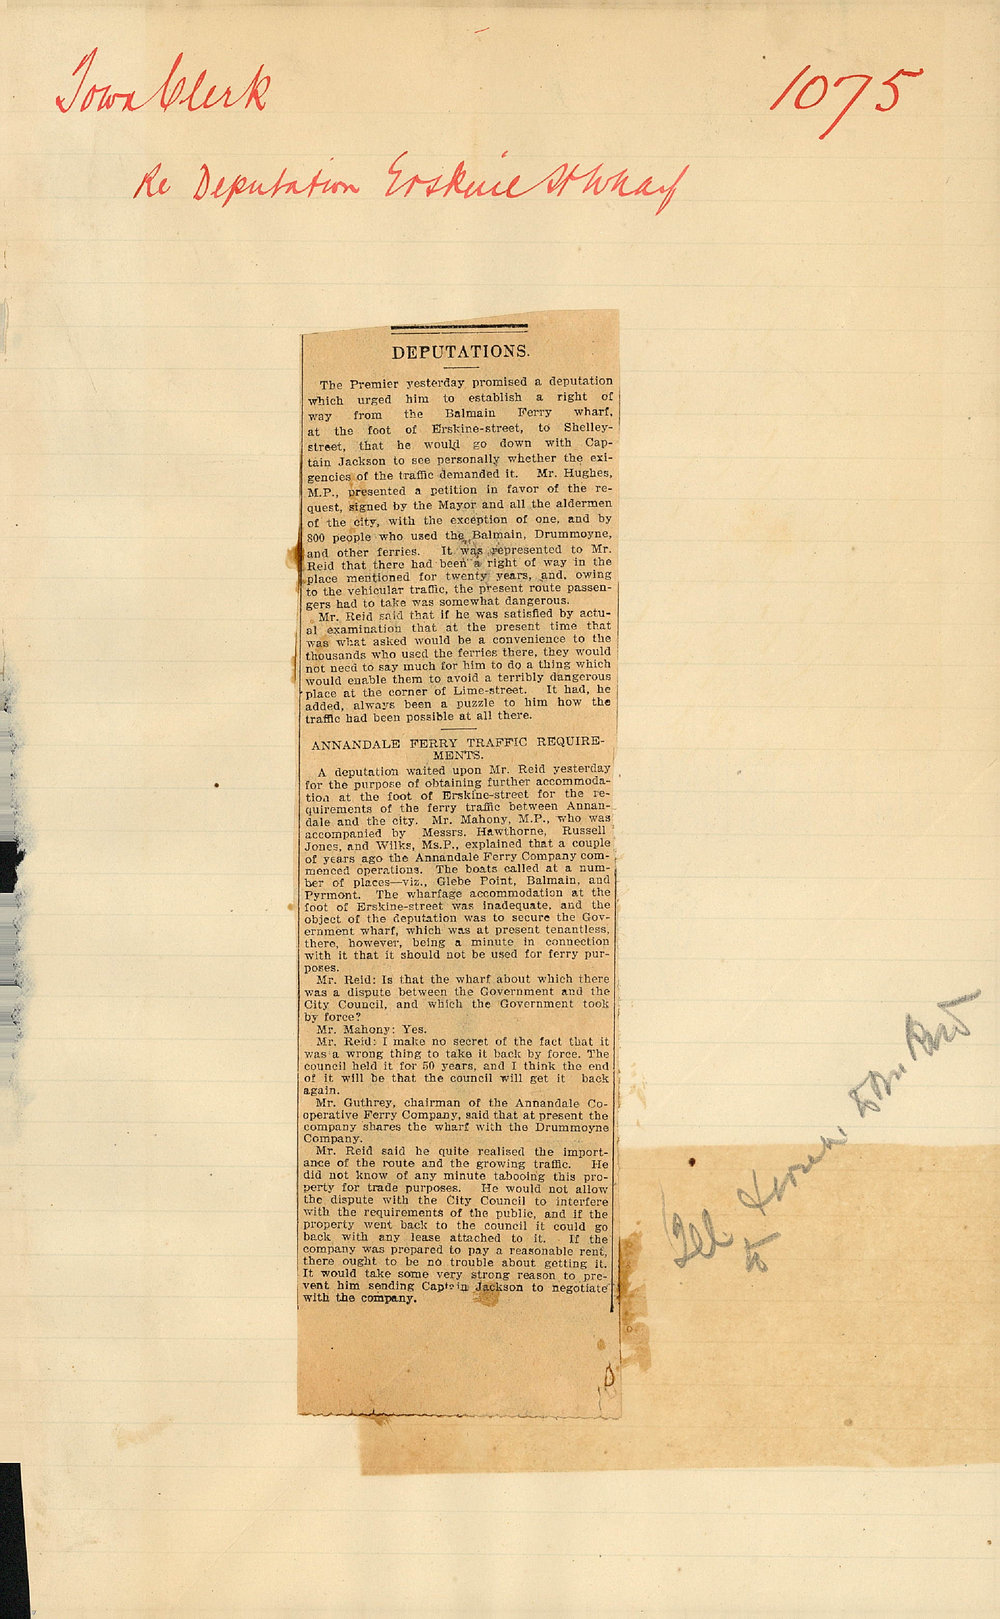 Town Clerk
1075
Re Deputation Erskine St Wharf
DEPUTATIONS.
The Premier yesterday promised a deputation
which urged him to establish a right of
way from the Balmain Ferry wharf,
at the foot of Erskine-street, to Shelley-
street, that he would go down with Cap-
tain Jackson to see personally whether the exi-
gencies of the traffic demanded it. Mr. Hughes,
M.P., presented a petition in favor of the re-
quest, signed by the Mayor and all the aldermen
of the city, with the exception of one, and by
800 people who used the Balmain, Drummoyne,
and other ferries. It was represented to Mr.
Reid that there had been a right of way in the
place mentioned for twenty years, and, owing
to the vehicular traffic, the present route passen-
gers had to take was somewhat dangerous.
Mr. Reid said that if he was satisfied by actu-
al examination that at the present time that
was what asked would be a convenience to the
thousands who used the ferries there, they would
not need to say much for him to do a thing which
would enable them to avoid a terribly dangerous
place at the corner of Lime-street. It had, he
added, always been a puzzle to him how the
traffic had been possible at all there.
ANNANDALE FERRY TRAFFIC REQUIRE-
MENTS.
A deputation waited upon Mr. Reid yesterday
for the purpose of obtaining further accommoda-
tion at the foot of Erskine-street for the re-
quirements of the ferry traffic between Annan-
dale and the city. Mr. Mahony, M.P., who was
accompanied by Messrs. Hawthorne, Russell
Jones, and Wilks, Ms.P., explained that a couple
of years ago the Annandale Ferry Company com-
menced operations. The boats called at a num-
ber of places—viz., Glebe Point, Balmain, and
Pyrmont. The wharfage accommodation at the
foot of Erskine-street was inadequate, and the
object of the deputation was to secure the Gov-
ernment wharf, which was at present tenantless,
there, however, being a minute in connection
with it that it should not be used for ferry pur-
poses.
Mr. Reid: Is that the wharf about which there
was a dispute between the Government and the
City Council, and which the Government took
by force?
Mr. Mahony: Yes.
Mr. Reid: I make no secret of the fact that it
was a wrong thing to take it back by force. The
council held it for 50 years, and I think the end
of it will be that the council will get it back
again.
Mr. Guthrey, chairman of the Annandale Co-
operative Ferry Company, said that at present the
company shares the wharf with the Drummoyne
Company.
Mr. Reid said he quite realised the import-
ance of the route and the growing traffic. He
did not know of any minute tabooing this pro-
perty for trade purposes. He would not allow
the dispute with the City Council to interfere
with the requirements of the public, and if the
property went back to the council it could go
back with any lease attached to it. If the
company was prepared to pay a reasonable rent,
there ought to be no trouble about getting it.
It would take some very strong reason to pre-
vent him sending Captain Jackson to negotiate
with the company.